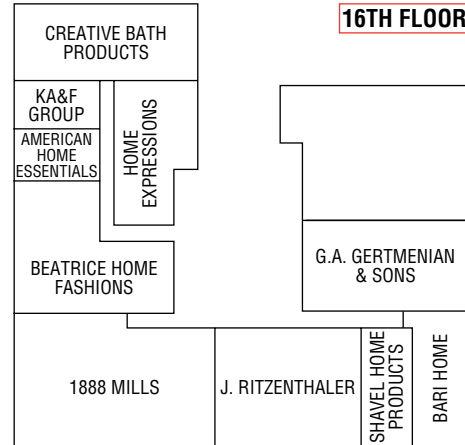 16TH FLOOR
CREATIVE BATH
PRODUCTS
KA&F
GROUP
AMERICAN
HOME
ESSENTIALS
HOME
EXPRESSIONS
BEATRICE HOME
FASHIONS
G.A. GERTMENIAN
& SONS
1888 MILLS
J. RITZENTHALER
SHAVEL HOME
PRODUCTS
BARI HOME